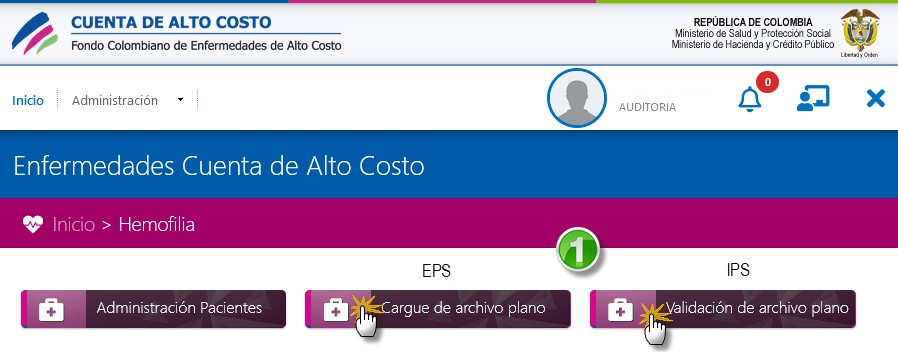 CUENTA DE ALTO COSTO
Fondo Colombiano de Enfermedades de Alto Costo
REPÚBLICA DE COLOMBIA
Ministerio de Salud y Protección Social
Ministerio de Hacienda y Crédito Público
Libertad y Orden
Inicio
Administración
AUDITORIA
0
Enfermedades Cuenta de Alto Costo
Inicio > Hemofilia
1
EPS
IPS
Administración Pacientes
Cargue de archivo plano
Validación de archivo plano